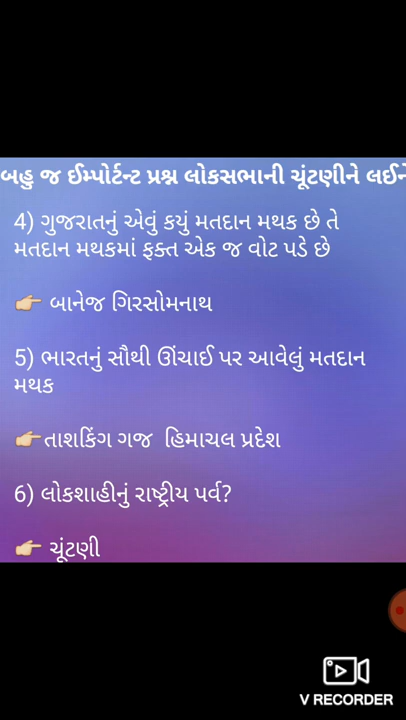 બહુ જ ઈમ્પોર્ટન્ટ પ્રશ્ન લોકસભાની ચૂંટણીને લઈને
4) ગુજરાતનું એવું કયું મતદાન મથક છે તે
મતદાન મથકમાં ફક્ત એક જ વોટ પડે છે
👉 બાનેજ ગિરસોમનાથ
5) ભારતનું સૌથી ઊંચાઈ પર આવેલું મતદાન
મથક
👉તાશકિંગ ગજ હિમાચલ પ્રદેશ
6) લોકશાહીનું રાષ્ટ્રીય પર્વ?
👉 ચૂંટણી
V RECORDER